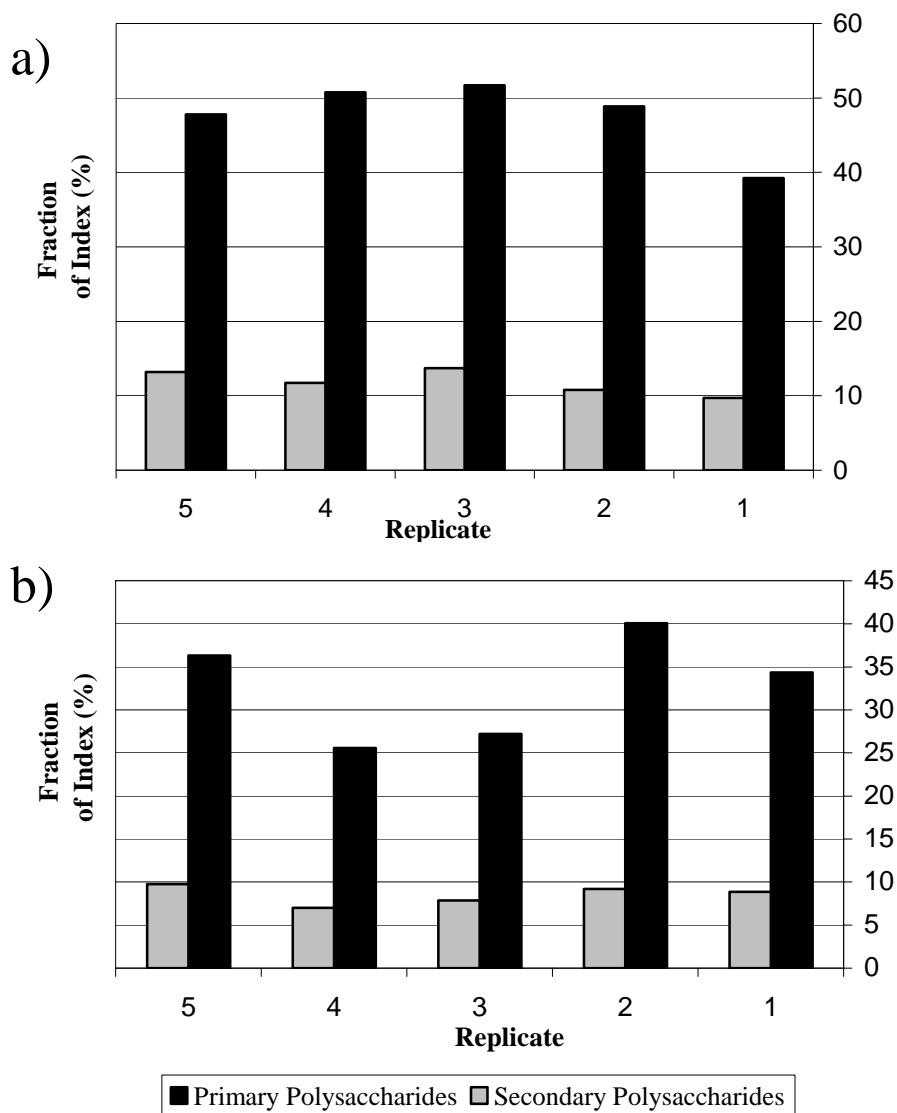 a)
Fraction
of Index (%)
60
50
40
30
20
10
0
5 4 3 2 1
Replicate
b)
Fraction
of Index (%)
45
40
35
30
25
20
15
10
5
0
5 4 3 2 1
Replicate
Primary Polysaccharides Secondary Polysaccharides